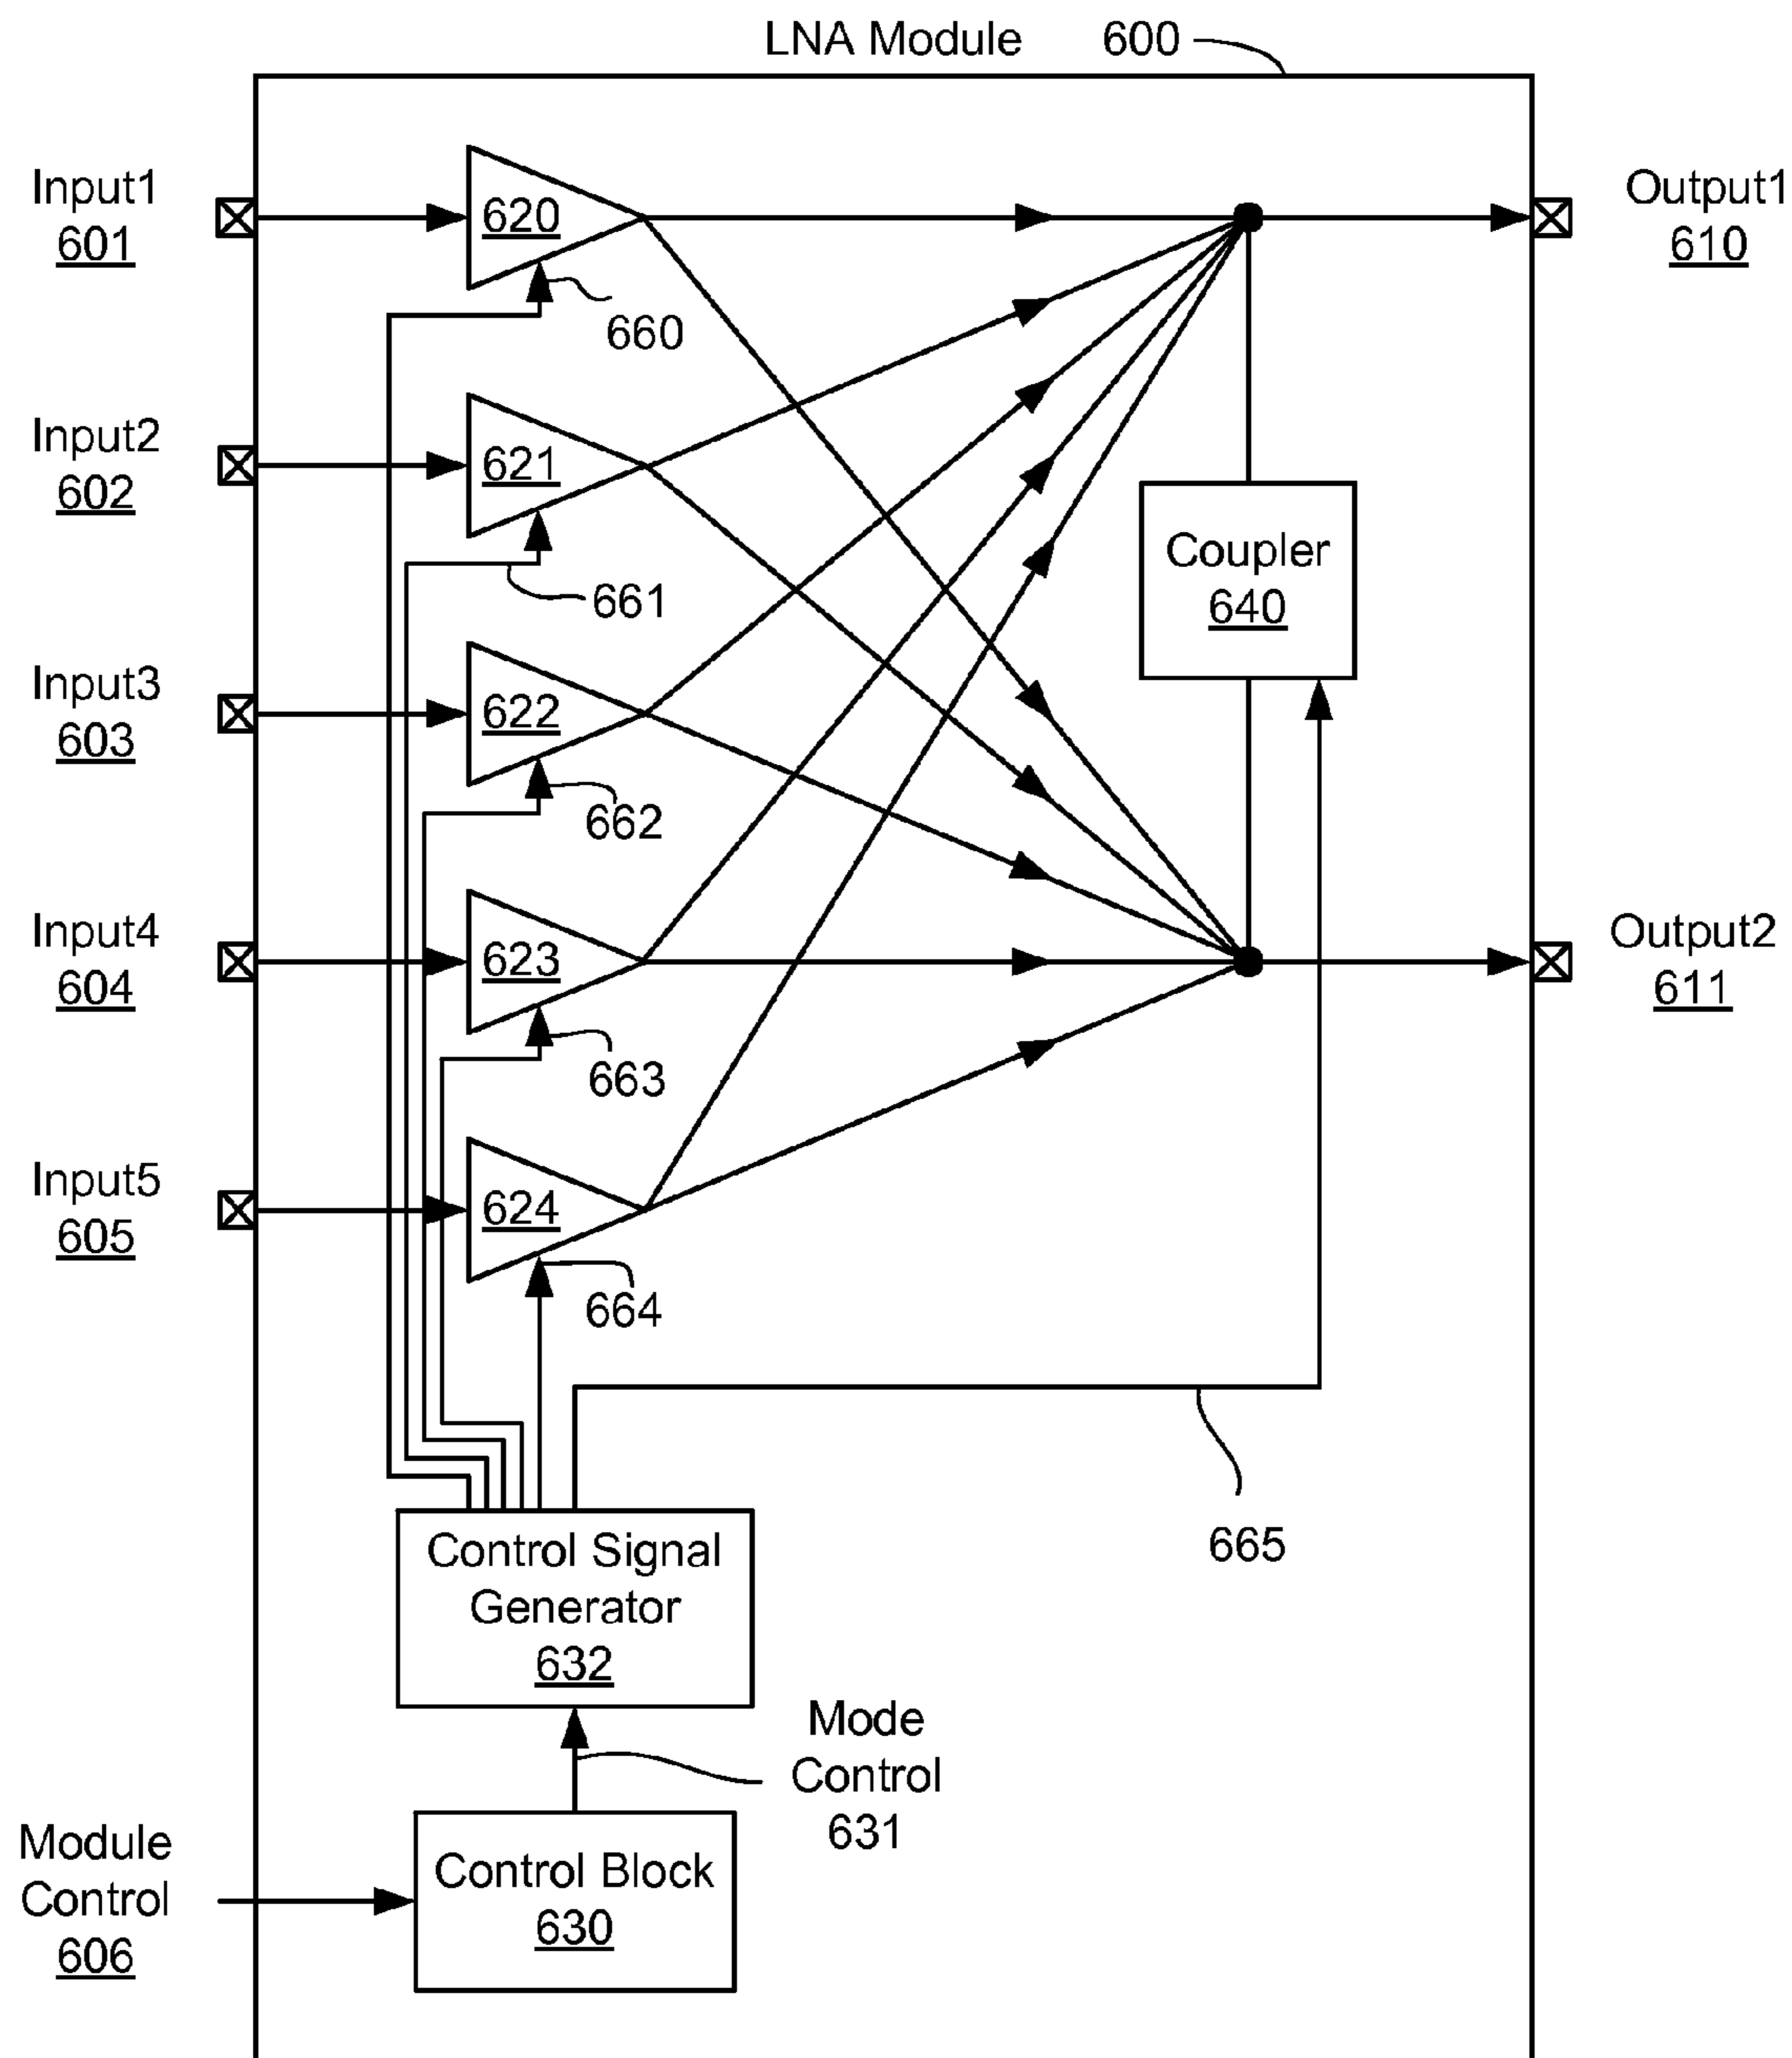 LNA Module 600
Input1
601
620
660
Output1
610
Input2
602
621
661
Coupler
640
Input3
603
622
662
Input4
604
623
663
Output2
611
Input5
605
624
664
665
Control Signal
Generator
632
Mode
Control
631
Module
Control
606
Control Block
630